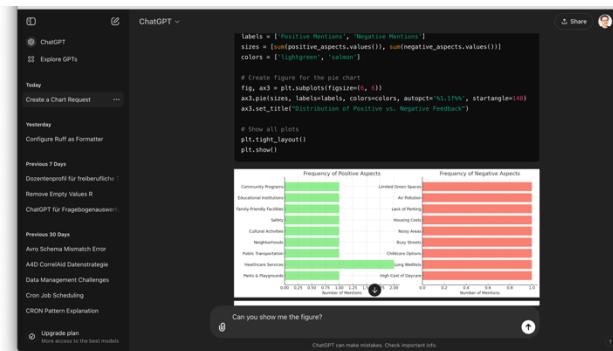 ChatGPT
Share
ChatGPT
Explore GPTs
Today
Create a Chart Request
Yesterday
Configure Ruff as Formatter
Previous 7 Days
Dozentenprofil für freiberufliche
Remove Empty Values R
ChatGPT für Fragebogenauswert
Previous 30 Days
Avro Schema Mismatch Error
A4D CorrelAid Datenstrategie
Data Management Challenges
Cron Job Scheduling
CRON Pattern Explanation
Upgrade plan
More access to the best models
labels = ['Positive Mentions', 'Negative Mentions']
sizes = [sum(positive_aspects.values()), sum(negative_aspects.values())]
colors = ['lightgreen', 'salmon']
# Create figure for the pie chart
fig, ax3 = plt.subplots(figsize=(6, 6))
ax3.pie(sizes, labels=labels, colors=colors, autopct='%1.1f%%', startangle=140)
ax3.set_title("Distribution of Positive vs. Negative Feedback")
# Show all plots
plt.tight_layout()
plt.show()
Frequency of Positive Aspects
Community Programs
Educational Institutions
Family-Friendly Facilities
Safety
Cultural Activities
Neighborhoods
Public Transportation
Healthcare Services
Parks & Playgrounds
0.00 0.25 0.50 0.75 1.00 1.25 1.75 2.00
Number of Mentions
Frequency of Negative Aspects
Limited Green Spaces
Air Pollution
Lack of Parking
Housing Costs
Noisy Areas
Busy Streets
Childcare Options
Long Waitlists
High Cost of Daycare
0.0 0.2 0.4 0.6 0.8 1.0
Number of Mentions
Can you show me the figure?
ChatGPT can make mistakes. Check important info.